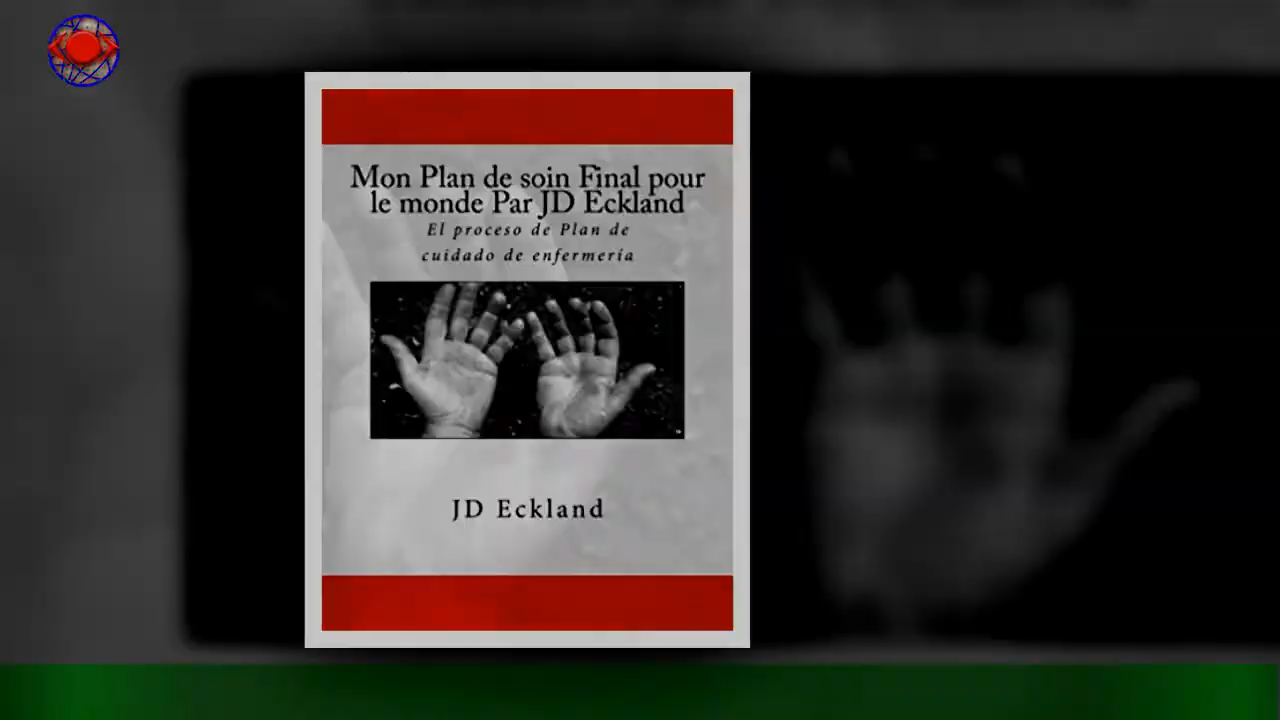 Mon Plan de soin Final pour
le monde Par JD Eckland
El proceso de Plan de
cuidado de enfermería
JD Eckland